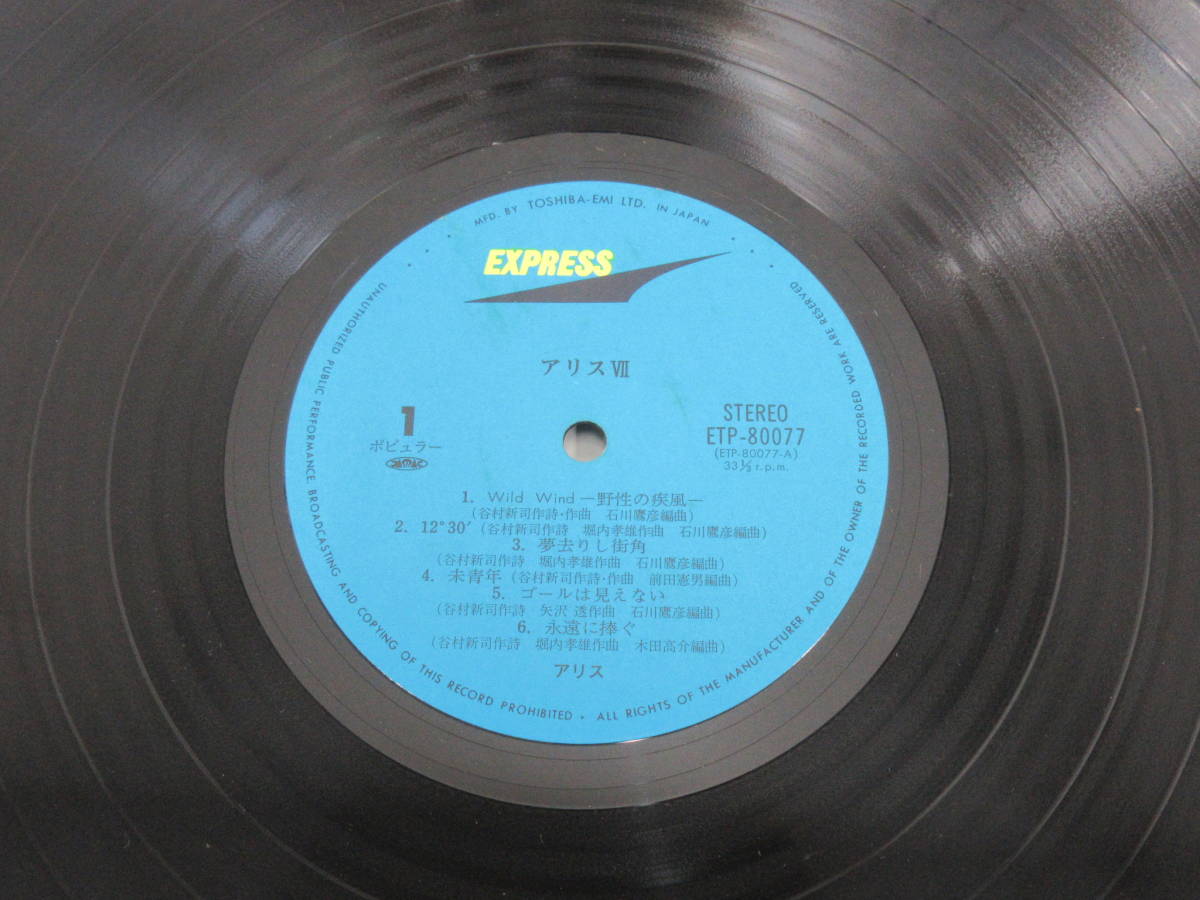 MFD. BY TOSHIBA-EMI LTD. IN JAPAN
EXPRESS
アリスⅦ
1
ポピュラー
STEREO
ETP-80077
(ETP-80077-A)
33⅓ r.p.m.
1. Wild Wind ―野性の疾風―
(谷村新司作詩・作曲 石川鷹彦編曲)
2. 12°30′ (谷村新司作詩 堀内孝雄作曲 石川鷹彦編曲)
3. 夢去りし街角
(谷村新司作詩 堀内孝雄作曲 石川鷹彦編曲)
4. 未青年 (谷村新司作詩・作曲 前田憲男編曲)
5. ゴールは見えない
(谷村新司作詩 矢沢 透作曲 石川鷹彦編曲)
6. 永遠に捧ぐ
(谷村新司作詩 堀内孝雄作曲 木田高介編曲)
アリス
UNAUTHORIZED PUBLIC PERFORMANCE, BROADCASTING AND COPYING OF THIS RECORD PROHIBITED • ALL RIGHTS OF THE MANUFACTURER AND OF THE OWNER OF THE RECORDED WORK ARE RESERVED